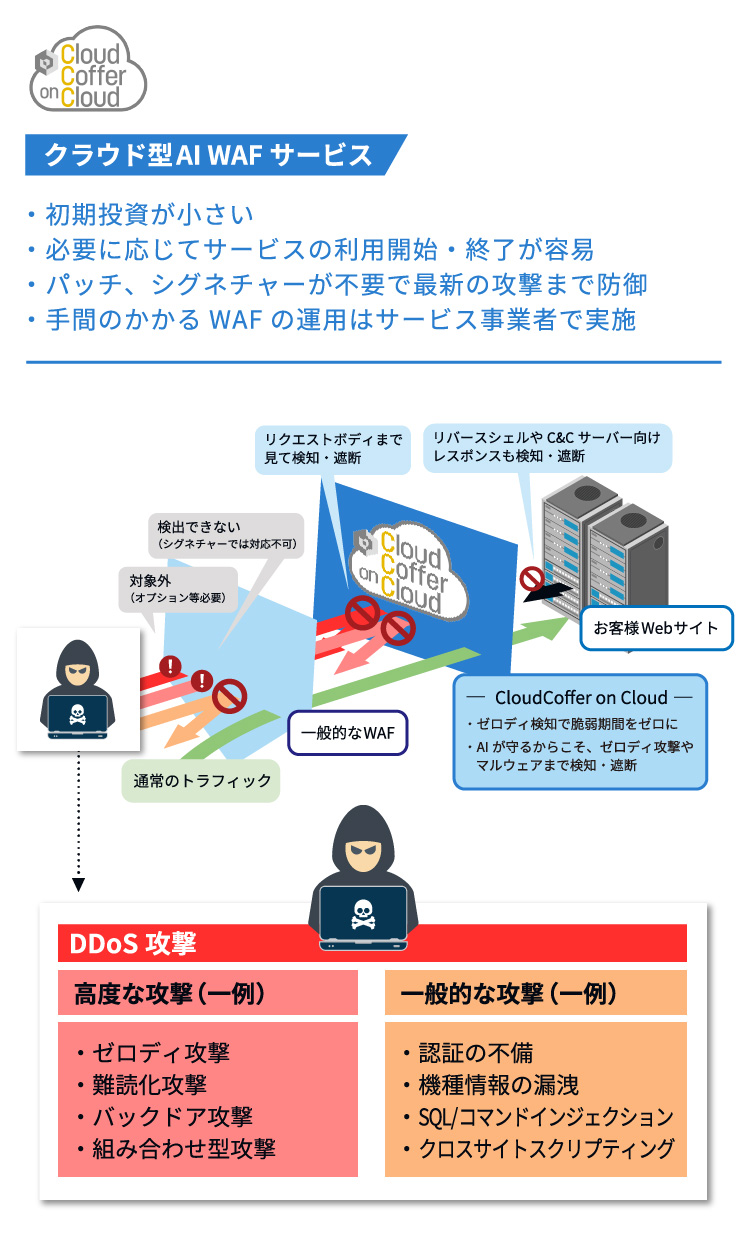 Cloud
Coffer
on Cloud
クラウド型AI WAF サービス
・初期投資が小さい
・必要に応じてサービスの利用開始・終了が容易
・パッチ、シグネチャーが不要で最新の攻撃まで防御
・手間のかかる WAF の運用はサービス事業者で実施
リクエストボディまで
見て検知・遮断
リバースシェルや C&C サーバー向け
レスポンスも検知・遮断
検出できない
（シグネチャーでは対応不可）
対象外
（オプション等必要）
Cloud
Coffer
on Cloud
お客様Webサイト
CloudCoffer on Cloud
・ゼロディ検知で脆弱期間をゼロに
・AI が守るからこそ、ゼロディ攻撃や
マルウェアまで検知・遮断
一般的なWAF
通常のトラフィック
DDoS 攻撃
高度な攻撃（一例）
・ゼロディ攻撃
・難読化攻撃
・バックドア攻撃
・組み合わせ型攻撃
一般的な攻撃（一例）
・認証の不備
・機種情報の漏洩
・SQL/コマンドインジェクション
・クロスサイトスクリプティング